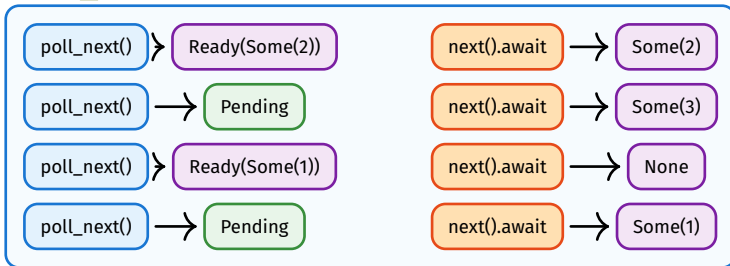 poll_next() Ready(Some(2)) next().await Some(2)
poll_next() Pending next().await Some(3)
poll_next() Ready(Some(1)) next().await None
poll_next() Pending next().await Some(1)